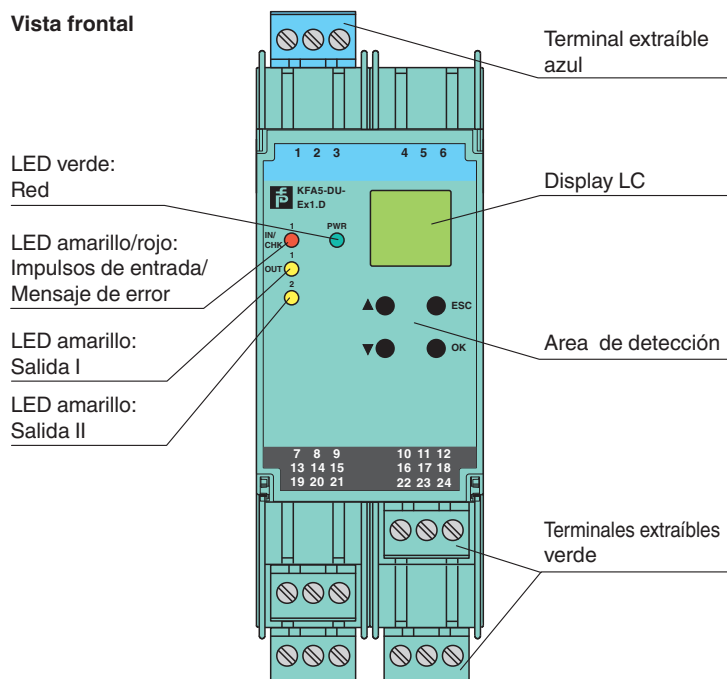 Vista frontal
Terminal extraíble
azul
1 2 3 4 5 6
LED verde:
Red
KFA5-DU-
Ex1.D
Display LC
1
PWR
IN/
CHK
LED amarillo/rojo:
Impulsos de entrada/
Mensaje de error
1
OUT
2
▲
ESC
▼
OK
Area de detección
LED amarillo:
Salida I
LED amarillo:
Salida II
7 8 9 10 11 12
13 14 15 16 17 18
19 20 21 22 23 24
Terminales extraíbles
verde